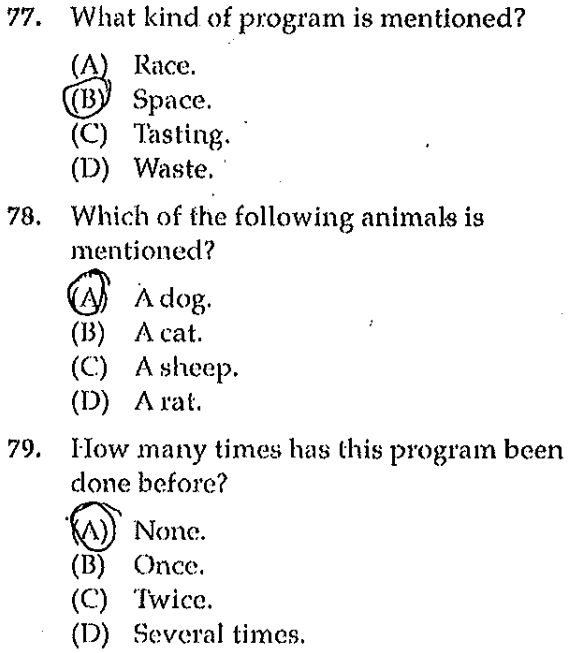 77. What kind of program is mentioned?
(A) Race.
(B) Space.
(C) Tasting.
(D) Waste.
78. Which of the following animals is
mentioned?
(A) A dog.
(B) A cat.
(C) A sheep.
(D) A rat.
79. How many times has this program been
done before?
(A) None.
(B) Once.
(C) Twice.
(D) Several times.